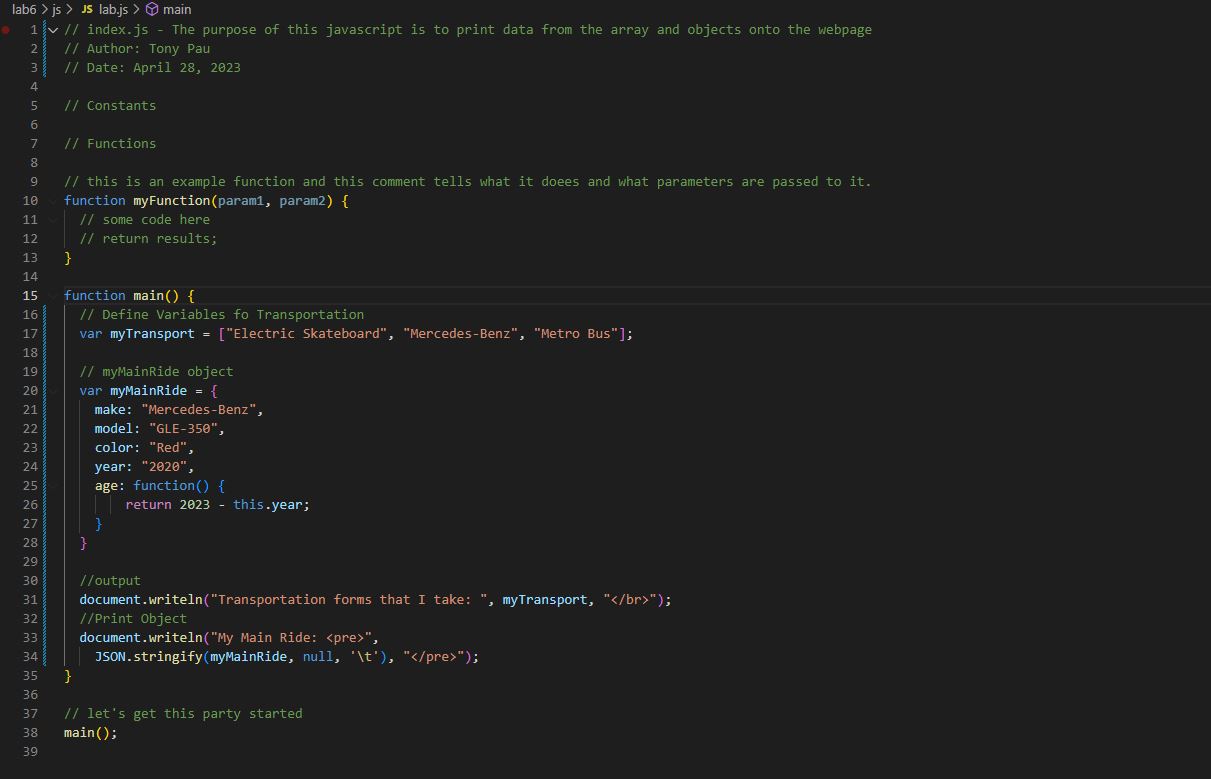 lab6 > js > JS lab.js > main
1 // index.js - The purpose of this javascript is to print data from the array and objects onto the webpage
2 // Author: Tony Pau
3 // Date: April 28, 2023
4
5 // Constants
6
7 // Functions
8
9 // this is an example function and this comment tells what it doees and what parameters are passed to it.
10 function myFunction(param1, param2) {
11   // some code here
12   // return results;
13 }
14
15 function main() {
16   // Define Variables fo Transportation
17   var myTransport = ["Electric Skateboard", "Mercedes-Benz", "Metro Bus"];
18
19   // myMainRide object
20   var myMainRide = {
21     make: "Mercedes-Benz",
22     model: "GLE-350",
23     color: "Red",
24     year: "2020",
25     age: function() {
26         return 2023 - this.year;
27     }
28   }
29
30   //output
31   document.writeln("Transportation forms that I take: ", myTransport, "</br>");
32   //Print Object
33   document.writeln("My Main Ride: <pre>",
34     JSON.stringify(myMainRide, null, '\t'), "</pre>");
35 }
36
37 // let's get this party started
38 main();
39